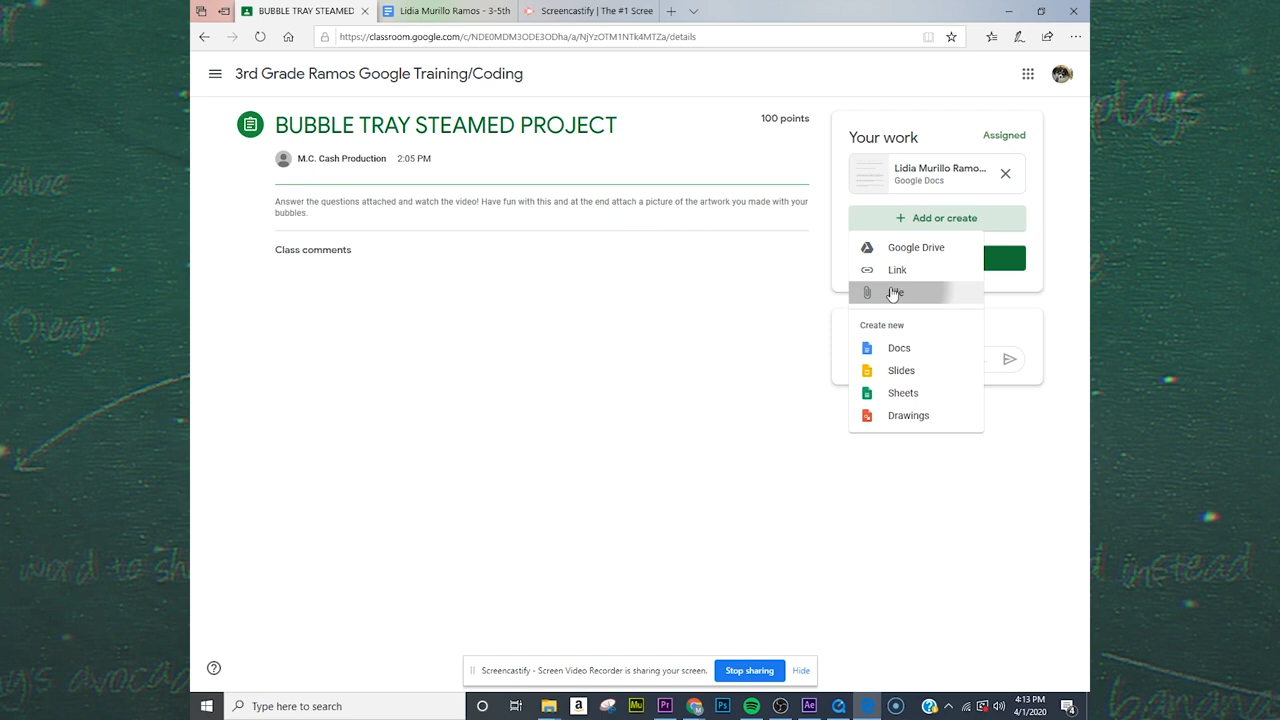 BUBBLE TRAY STEAMED
Lidia Murillo Ramos - 3-5th
Screencastify | The #1 Scree
https://classroom.google.com/c/NDE0MDM3ODE3ODha/a/NjYzOTM1NTk4MTZa/details
3rd Grade Ramos Google Training/Coding
BUBBLE TRAY STEAMED PROJECT
100 points
M.C. Cash Production 2:05 PM
Answer the questions attached and watch the video! Have fun with this and at the end attach a picture of the artwork you made with your
bubbles.
Class comments
Your work
Assigned
Lidia Murillo Ramo...
Google Docs
+ Add or create
Google Drive
Link
Create new
Docs
Slides
Sheets
Drawings
Screencastify - Screen Video Recorder is sharing your screen.
Stop sharing
Hide
Type here to search
4:13 PM
4/1/2020
word to sh
instead